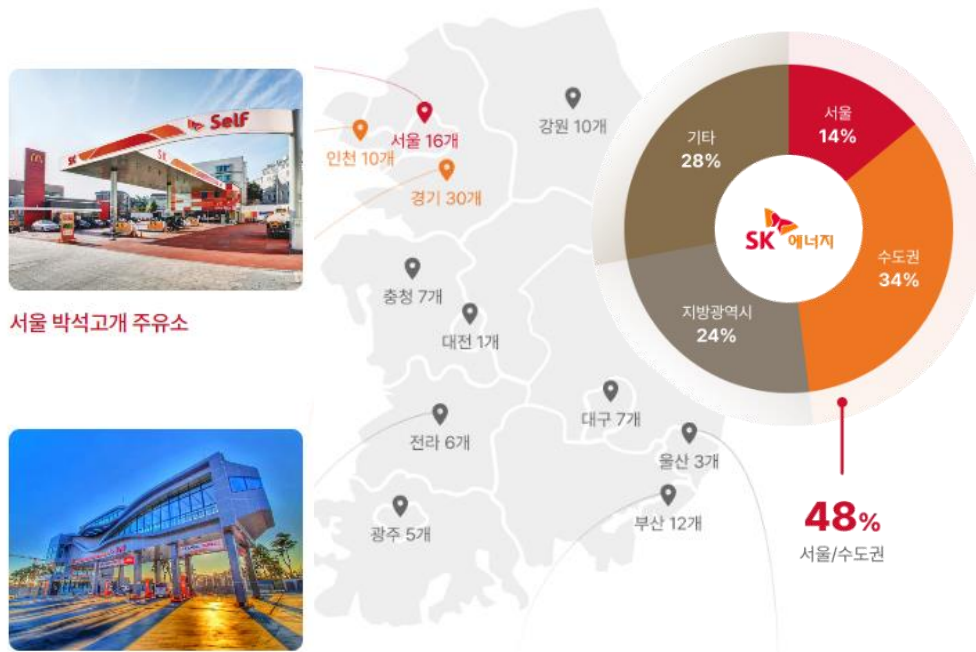 Self
SK
SK
서울 박석고개 주유소
서울 16개
인천 10개
경기 30개
강원 10개
충청 7개
대전 1개
전라 6개
광주 5개
대구 7개
울산 3개
부산 12개
기타
28%
서울
14%
수도권
34%
지방광역시
24%
SK 에너지
48%
서울/수도권